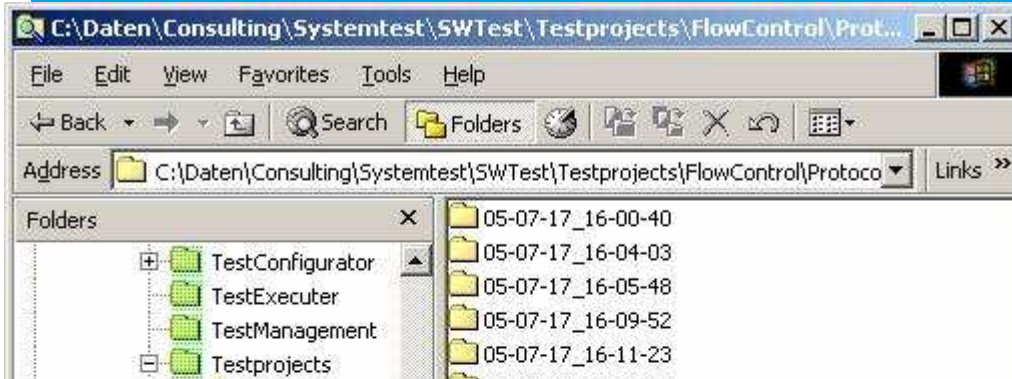 C:\Daten\Consulting\Systemtest\SWTest\Testprojects\FlowControl\Prot...
File Edit View Favorites Tools Help
Back Search Folders
Address C:\Daten\Consulting\Systemtest\SWTest\Testprojects\FlowControl\Protoco Links »
Folders
TestConfigurator
TestExecuter
TestManagement
Testprojects
05-07-17_16-00-40
05-07-17_16-04-03
05-07-17_16-05-48
05-07-17_16-09-52
05-07-17_16-11-23